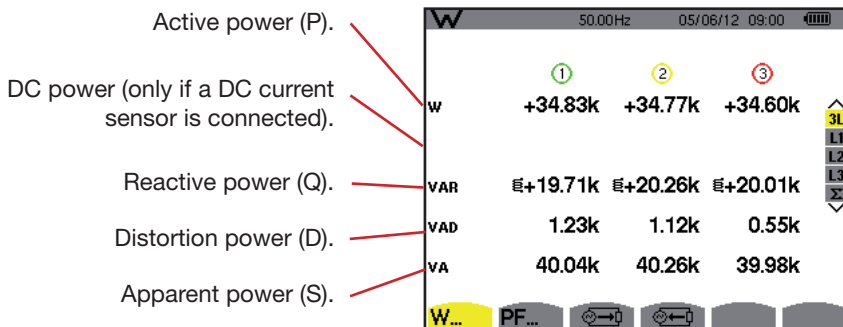 Active power (P).
DC power (only if a DC current
sensor is connected).
Reactive power (Q).
Distortion power (D).
Apparent power (S).
W 50.00Hz 05/06/12 09:00
1 2 3
W +34.83k +34.77k +34.60k
VAR +19.71k +20.26k +20.01k
VAD 1.23k 1.12k 0.55k
VA 40.04k 40.26k 39.98k
3L
L1
L2
L3
Σ
W... PF...